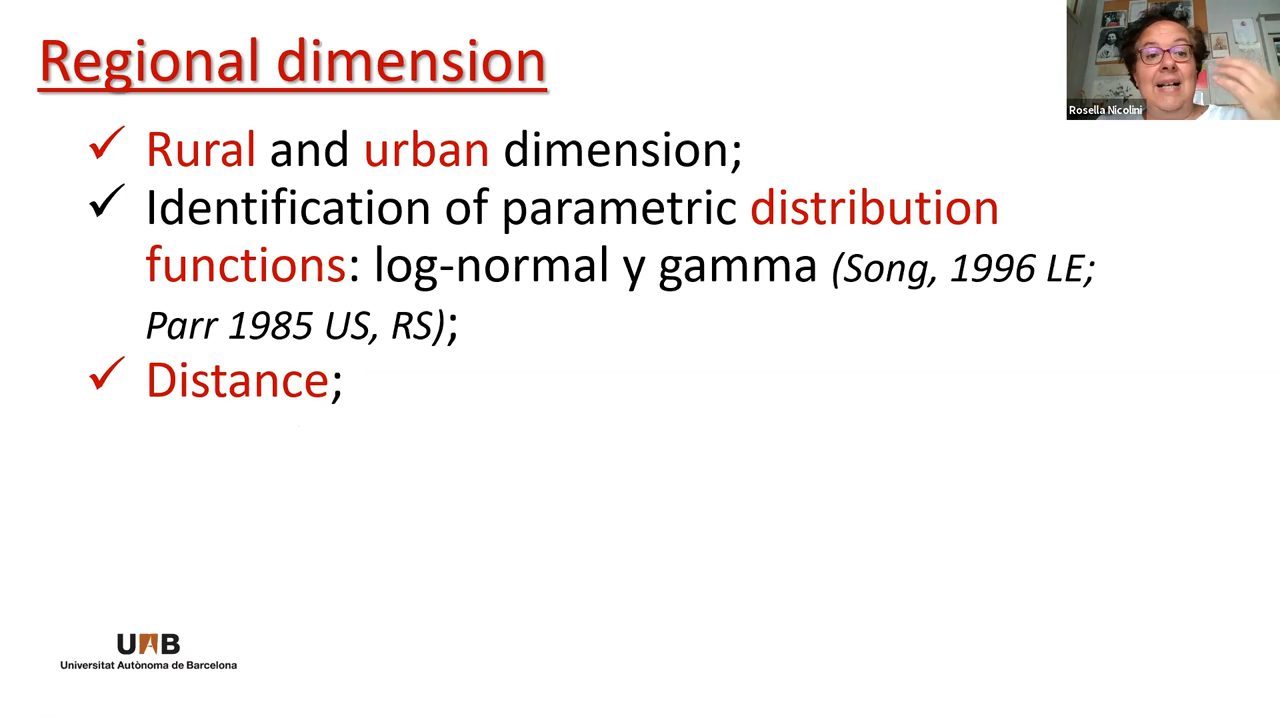 Regional dimension
Rosella Nicolini
✓ Rural and urban dimension;
✓ Identification of parametric distribution
functions: log-normal y gamma (Song, 1996 LE;
Parr 1985 US, RS);
✓ Distance;
UAB
Universitat Autònoma de Barcelona